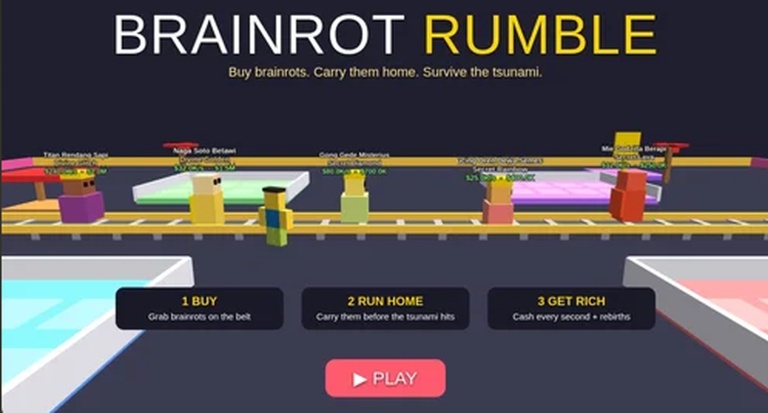 BRAINROT RUMBLE
Buy brainrots. Carry them home. Survive the tsunami.
Titan Rendang Sapi
Naga Soto Betawi
Gong Gede Misterius
Secret Rainbow
1 BUY
Grab brainrots on the belt
2 RUN HOME
Carry them before the tsunami hits
3 GET RICH
Cash every second + rebirths
▶ PLAY